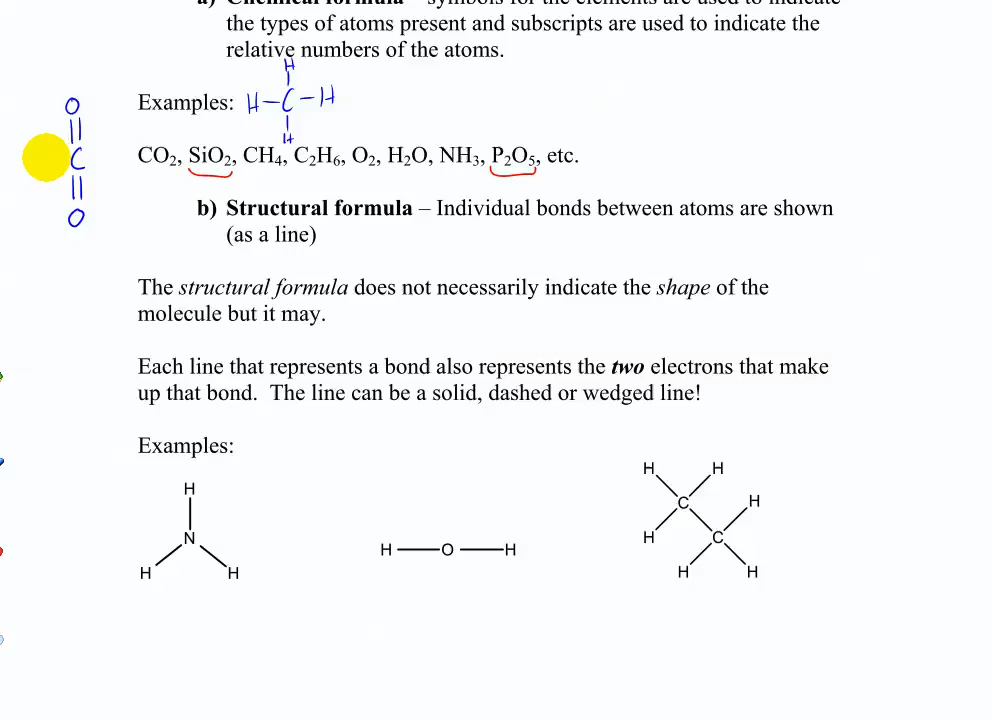 a) Chemical formula – symbols for the elements are used to indicate
the types of atoms present and subscripts are used to indicate the
relative numbers of the atoms.
H
Examples: H–C–H
H
O
||
C
||
O
CO₂, SiO₂, CH₄, C₂H₆, O₂, H₂O, NH₃, P₂O₅, etc.
b) Structural formula – Individual bonds between atoms are shown
(as a line)
The structural formula does not necessarily indicate the shape of the
molecule but it may.
Each line that represents a bond also represents the two electrons that make
up that bond. The line can be a solid, dashed or wedged line!
Examples:
H
N
H H
H O H
H H
C H
H C
H H